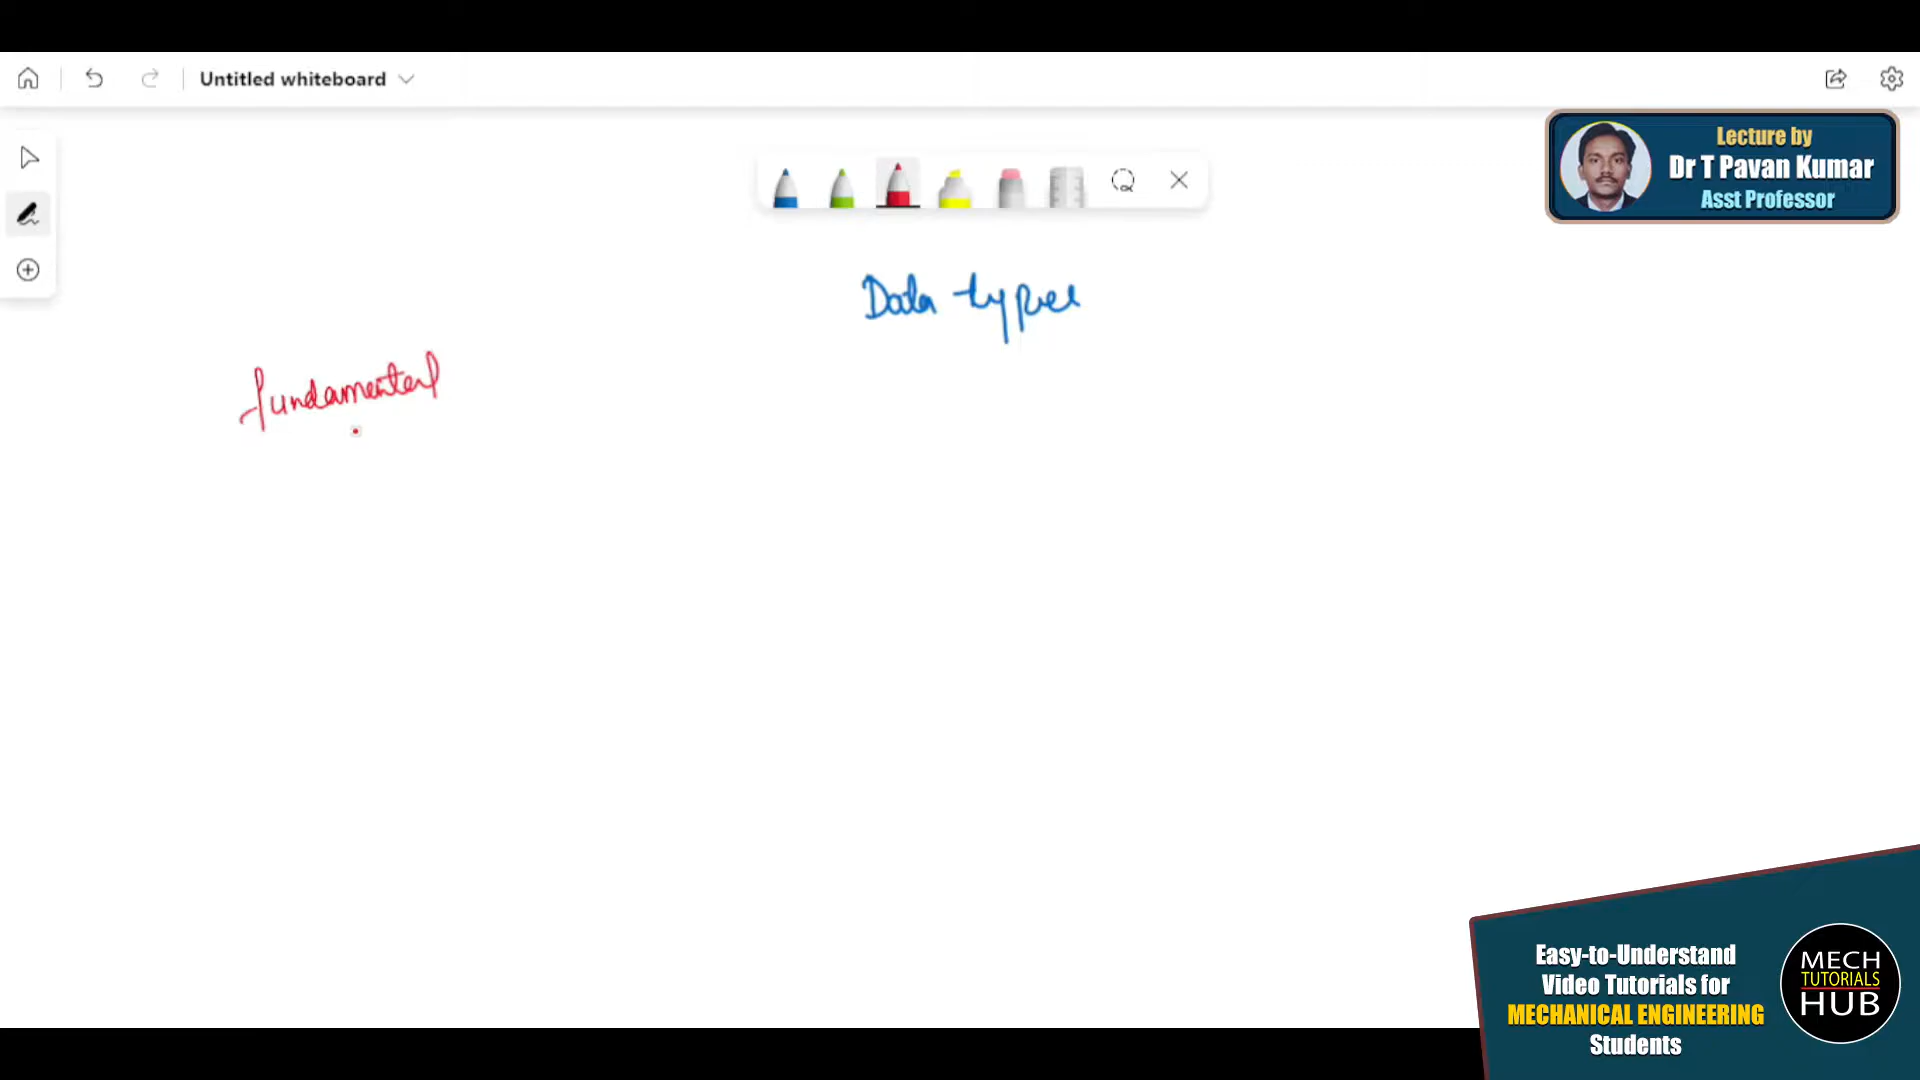 Untitled whiteboard
Lecture by
Dr T Pavan Kumar
Asst Professor
Data types
fundamental
Easy-to-Understand
Video Tutorials for
MECHANICAL ENGINEERING
Students
MECH
TUTORIALS
HUB